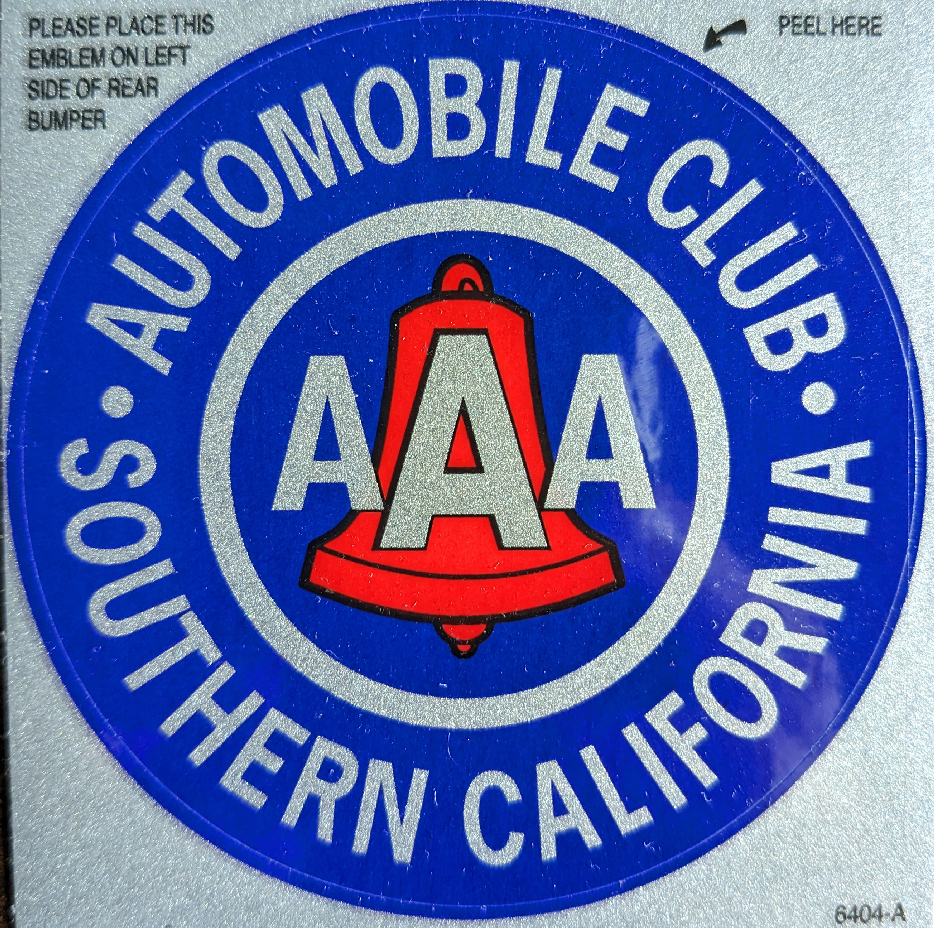 PLEASE PLACE THIS
EMBLEM ON LEFT
SIDE OF REAR
BUMPER
PEEL HERE
• AUTOMOBILE CLUB •
AAA
SOUTHERN CALIFORNIA
6404-A